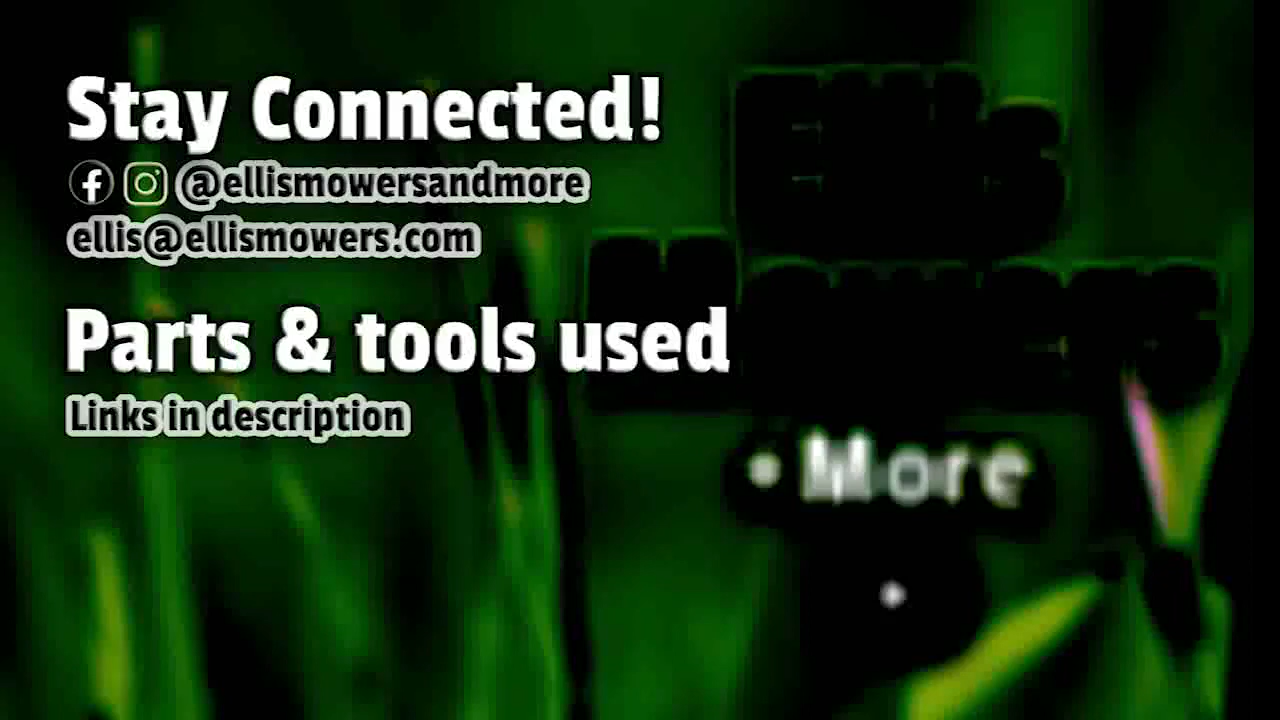 Stay Connected!
@ellismowersandmore
ellis@ellismowers.com
Parts & tools used
Links in description
More